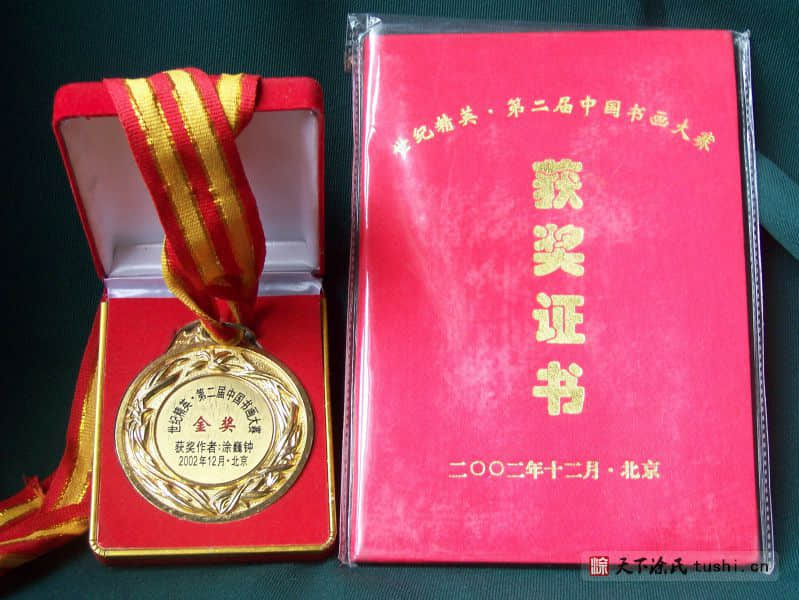 世纪精英·第二届中国书画大赛
金奖
获奖作者:涂巍钟
2002年12月·北京
世纪精英·第二届中国书画大赛
获奖证书
二〇〇二年十二月·北京
涂 天下涂氏 tushi.cn